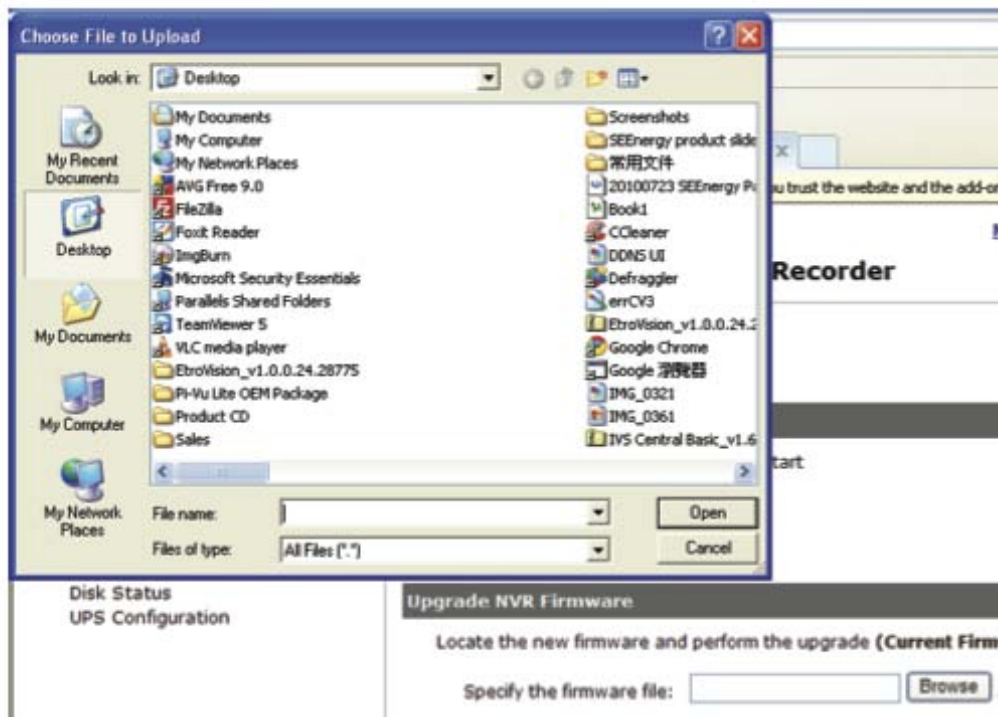 Choose File to Upload
Look in:
Desktop
My Recent
Documents
Desktop
My Documents
My Computer
My Network
Places
My Documents
My Computer
My Network Places
AVG Free 9.0
FileZilla
Foxit Reader
ImgBurn
Microsoft Security Essentials
Parallels Shared Folders
TeamViewer 5
VLC media player
EtroVision_v1.0.0.24.28775
Pi-Vu Lite OEM Package
Product CD
Sales
Screenshots
SEEnergy product slide
常用文件
20100723 SEEnergy Pa
Book1
CCleaner
DDNS UI
Defraggler
errCV3
EtroVision_v1.0.0.24.2
Google Chrome
Google 瀏覽器
IMG_0321
IMG_0361
IVS Central Basic_v1.6
File name:
Open
Files of type:
All Files (*.*)
Cancel
ou trust the website and the add-or
Recorder
tart
Disk Status
UPS Configuration
Upgrade NVR Firmware
Locate the new firmware and perform the upgrade (Current Firm
Specify the firmware file:
Browse